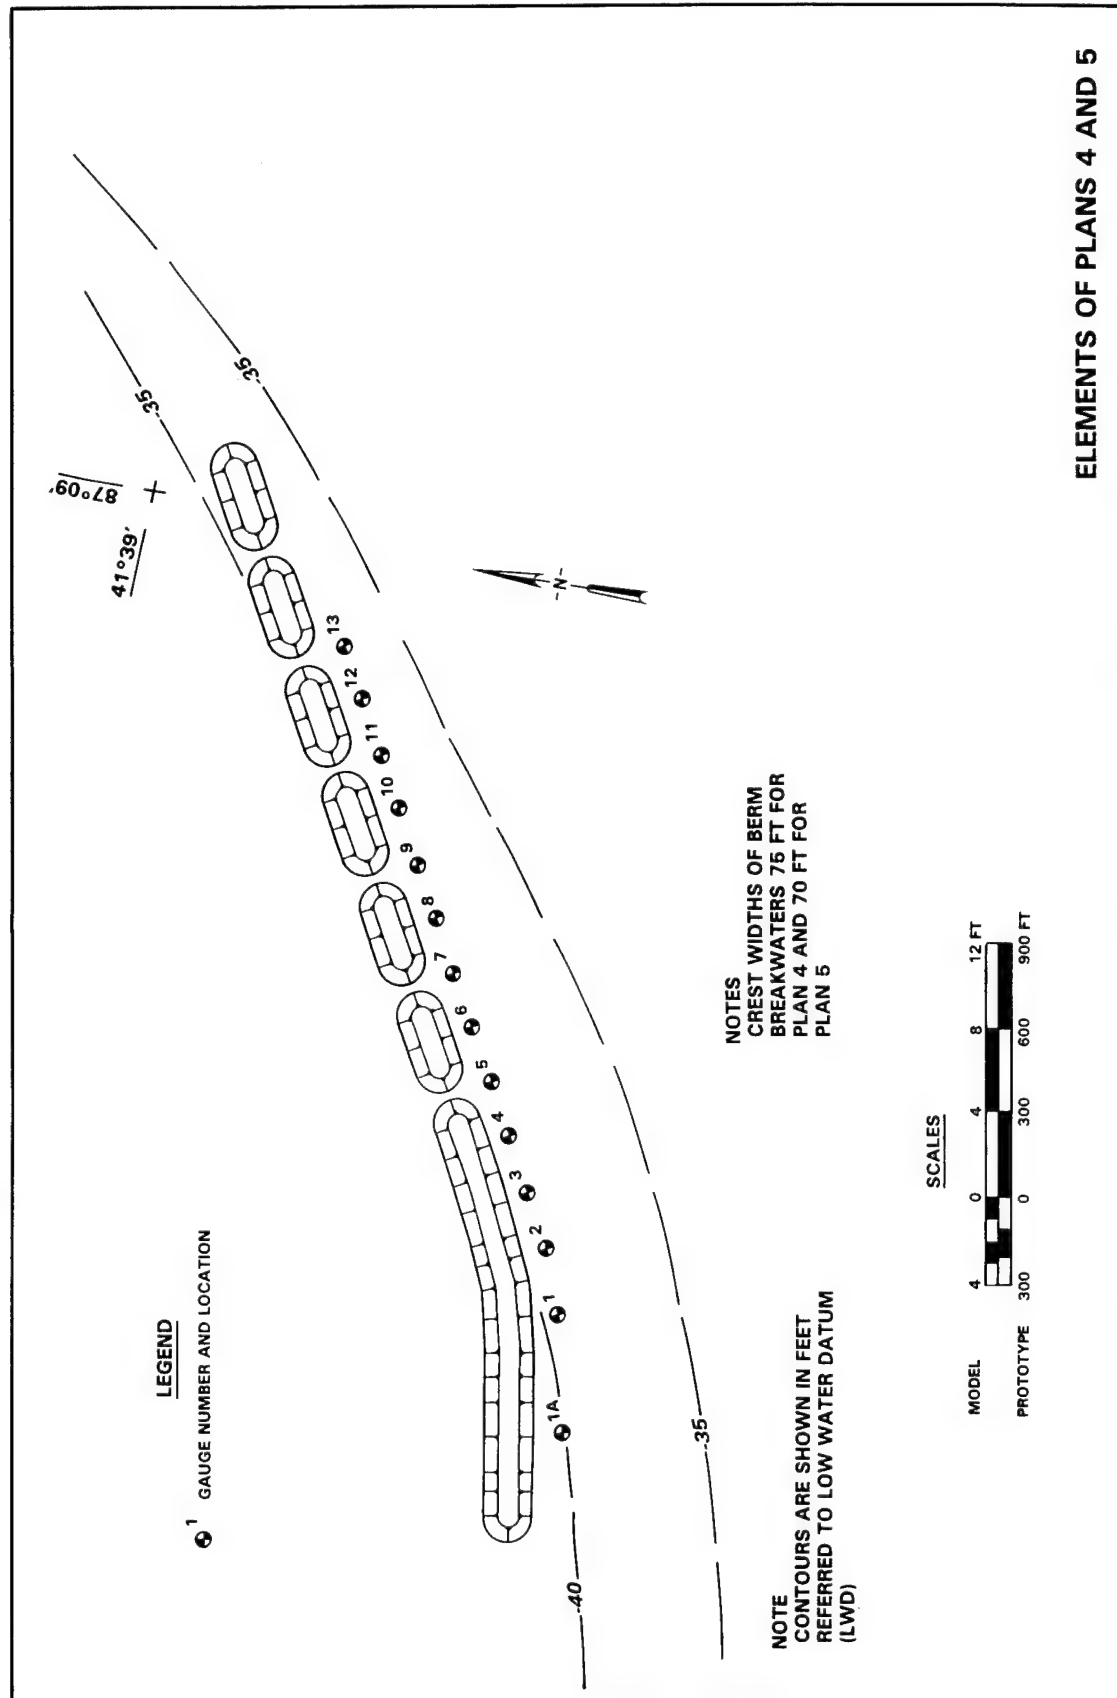 87°09'
41°39'
-35
-35
13
12
11
10
9
8
7
6
5
4
3
2
1
1A
-35
-40
-N-
LEGEND
1 GAUGE NUMBER AND LOCATION
NOTES
CREST WIDTHS OF BERM
BREAKWATERS 75 FT FOR
PLAN 4 AND 70 FT FOR
PLAN 5
NOTE
CONTOURS ARE SHOWN IN FEET
REFERRED TO LOW WATER DATUM
(LWD)
SCALES
MODEL 4 0 4 8 12 FT
PROTOTYPE 300 0 300 600 900 FT
ELEMENTS OF PLANS 4 AND 5